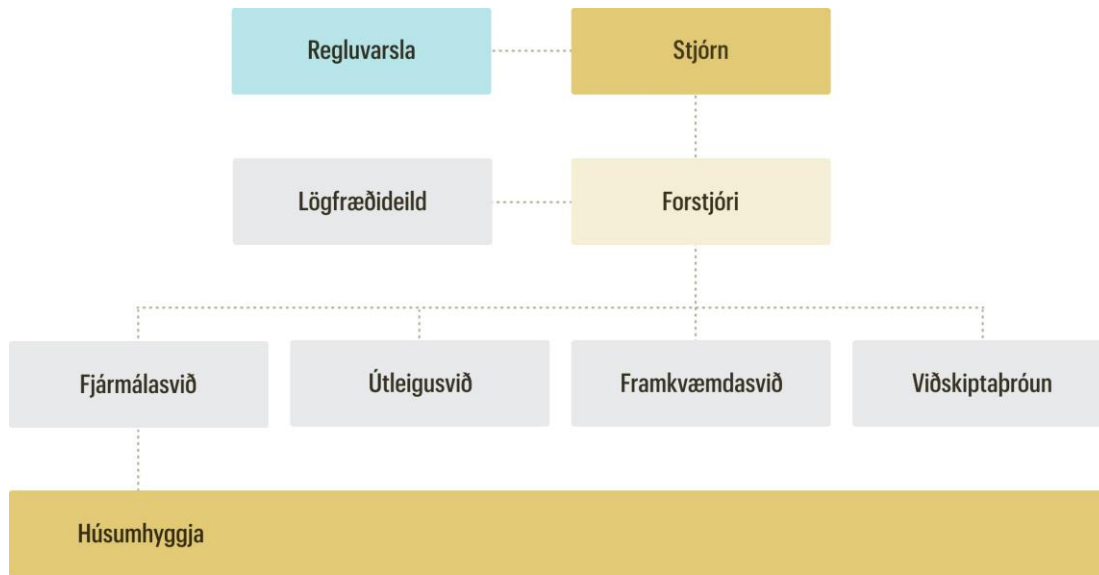 Regluvarsla
Stjórn
Lögfræðideild
Forstjóri
Fjármálasvið
Útleigusvið
Framkvæmdasvið
Viðskiptaþróun
Húsumhyggja